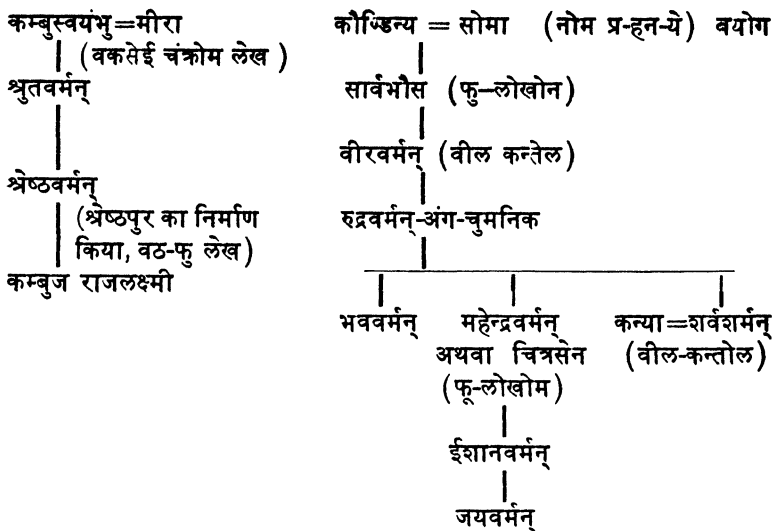 कम्बुस्वयंभु=मीरा
(वकसेई चंक्रोम लेख)
श्रुतवर्मन्
श्रेष्ठवर्मन्
(श्रेष्ठपुर का निर्माण
किया, वठ-फु लेख)
कम्बुज राजलक्ष्मी
कौण्डिन्य = सोमा (नोम प्र-हन-ये) वयोग
सार्वभौस (फु-लोखोन)
वीरवर्मन् (वील कन्तेल)
रुद्रवर्मन्-अंग-चुमनिक
भववर्मन् महेन्द्रवर्मन् कन्या=शर्वशर्मन्
अथवा चित्रसेन (वील-कन्तोल)
(फू-लोखोम)
ईशानवर्मन्
जयवर्मन्